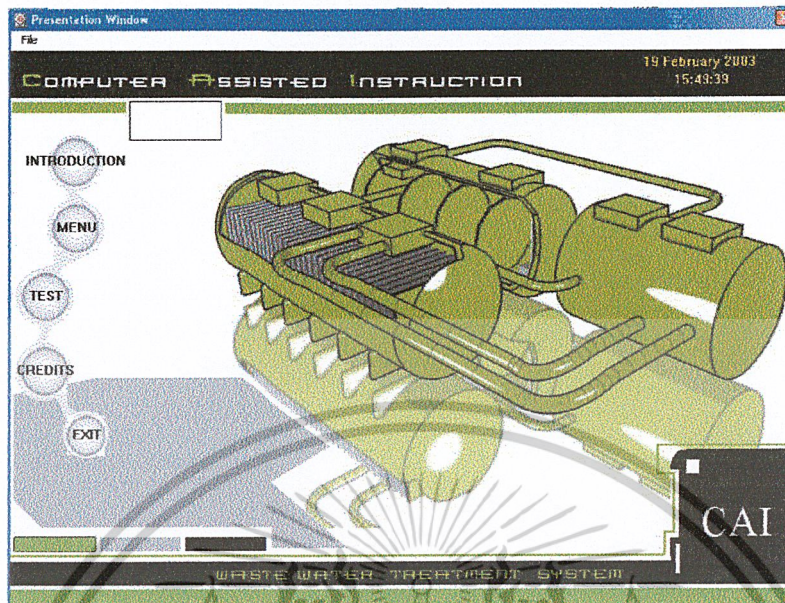 Presentation Window
File
COMPUTER ASSISTED INSTRUCTION
19 February 2003
15:49:39
INTRODUCTION
MENU
TEST
CREDITS
EXIT
CAI
WASTE WATER TREATMENT SYSTEM